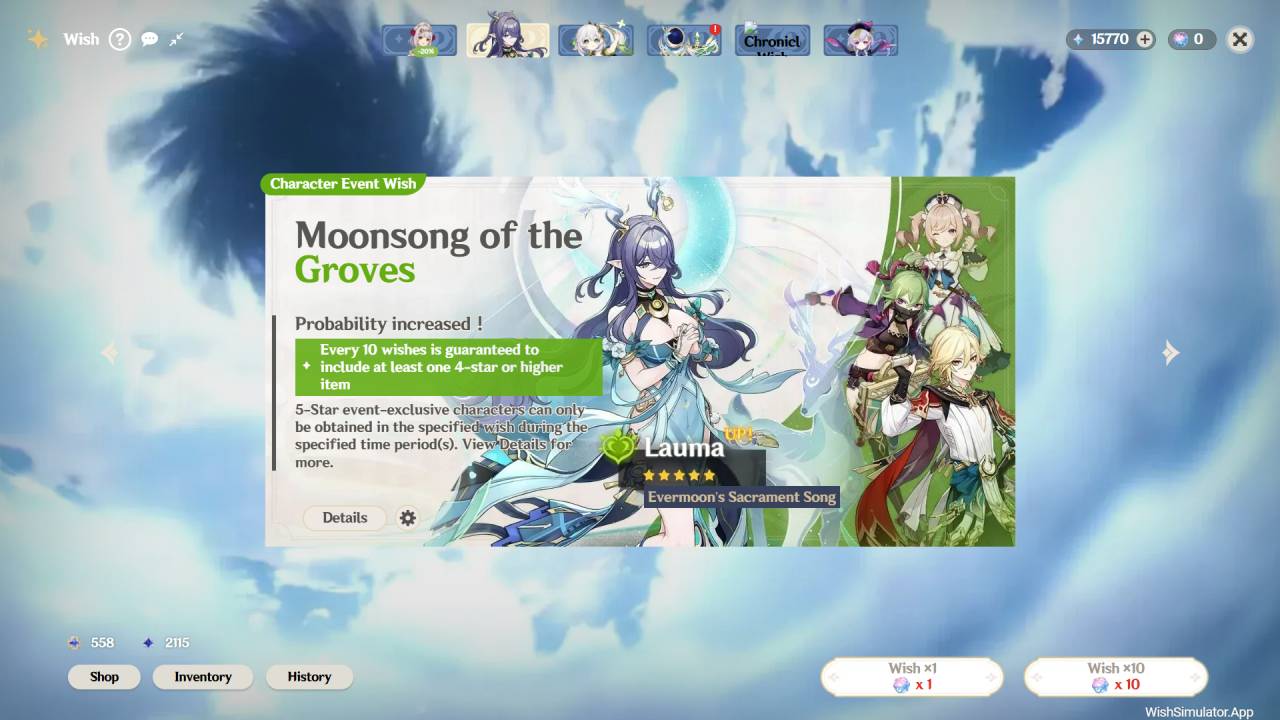 Wish
?
-20%
!
Chronicl
15770
0
Character Event Wish
Moonsong of the
Groves
Probability increased !
Every 10 wishes is guaranteed to
include at least one 4-star or higher
item
5-Star event-exclusive characters can only
be obtained in the specified wish during the
specified time period(s). View Details for
more.
UP!
Lauma
Evermoon's Sacrament Song
Details
558
2115
Shop
Inventory
History
Wish ×1
x 1
Wish ×10
x 10
WishSimulator.App